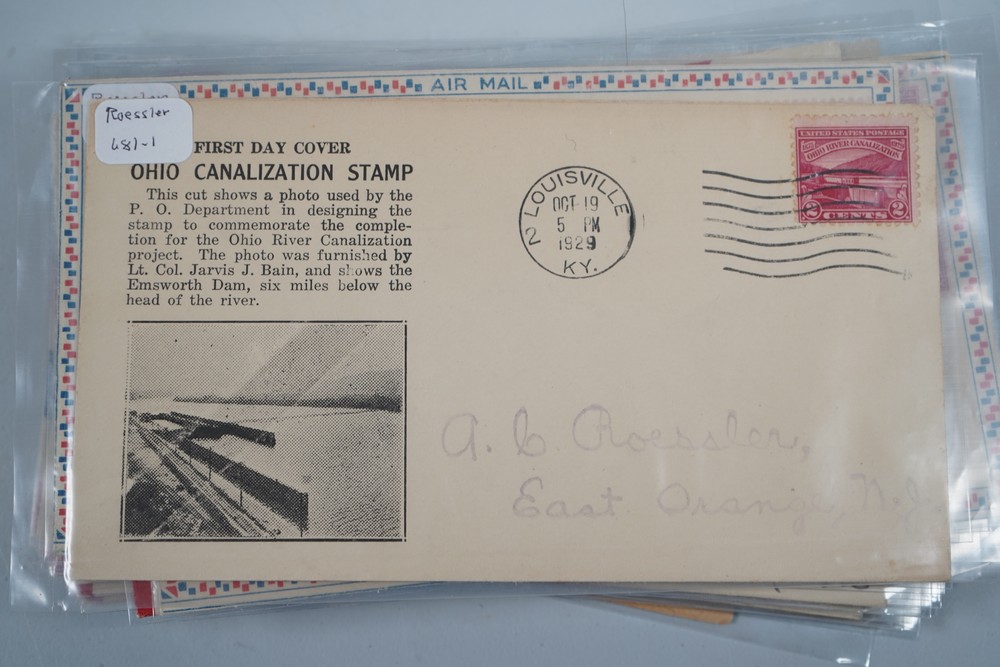 AIR MAIL
Roessler
Roessler
681-1
FIRST DAY COVER
OHIO CANALIZATION STAMP
This cut shows a photo used by the
P. O. Department in designing the
stamp to commemorate the comple-
tion for the Ohio River Canalization
project. The photo was furnished by
Lt. Col. Jarvis J. Bain, and shows the
Emsworth Dam, six miles below the
head of the river.
LOUISVILLE
2
OCT 19
5 PM
1929
KY.
UNITED STATES POSTAGE
OHIO RIVER CANALIZATION
2 CENTS 2
A. C. Roessler,
East Orange, N.J.